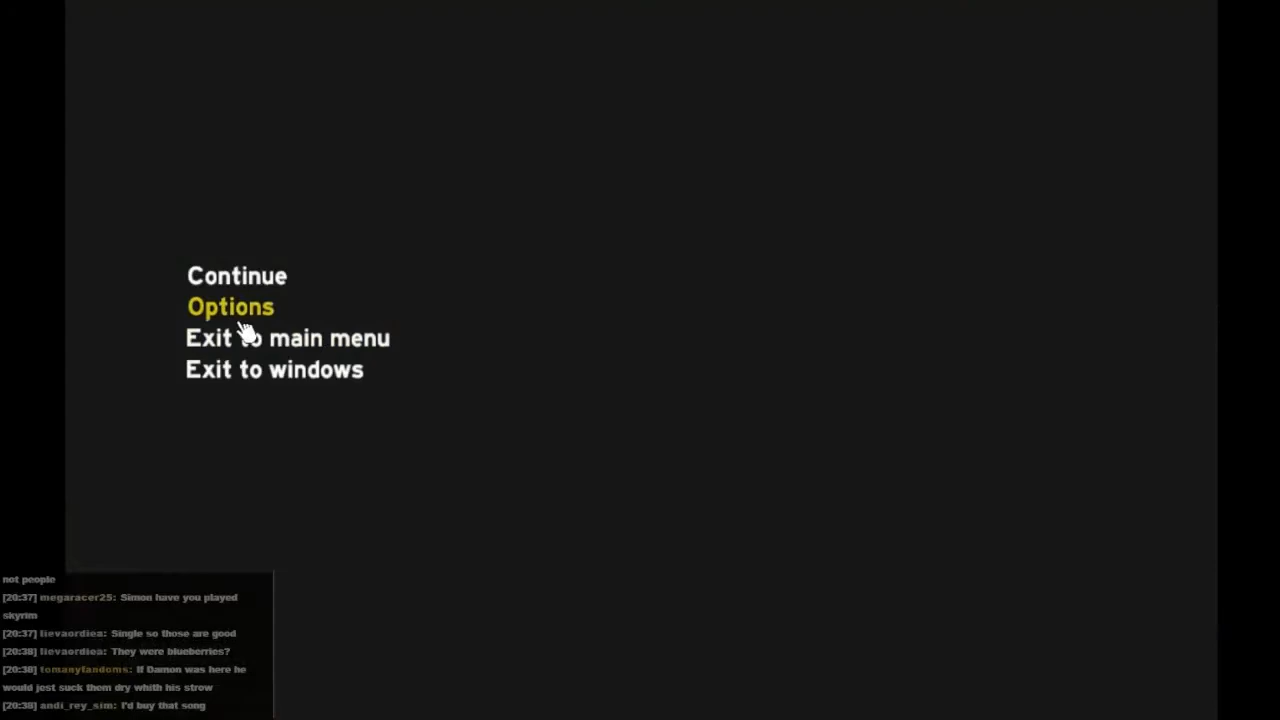 Continue
Options
Exit to main menu
Exit to windows
not people
[20:37] megaracer25: Simon have you played
skyrim
[20:37] lievaordiea: Single so those are good
[20:38] lievaordiea: They were blueberries?
[20:38] tomanyfandoms: If Damon was here he
would jest suck them dry whith his strow
[20:38] andi_rey_sim: I'd buy that song